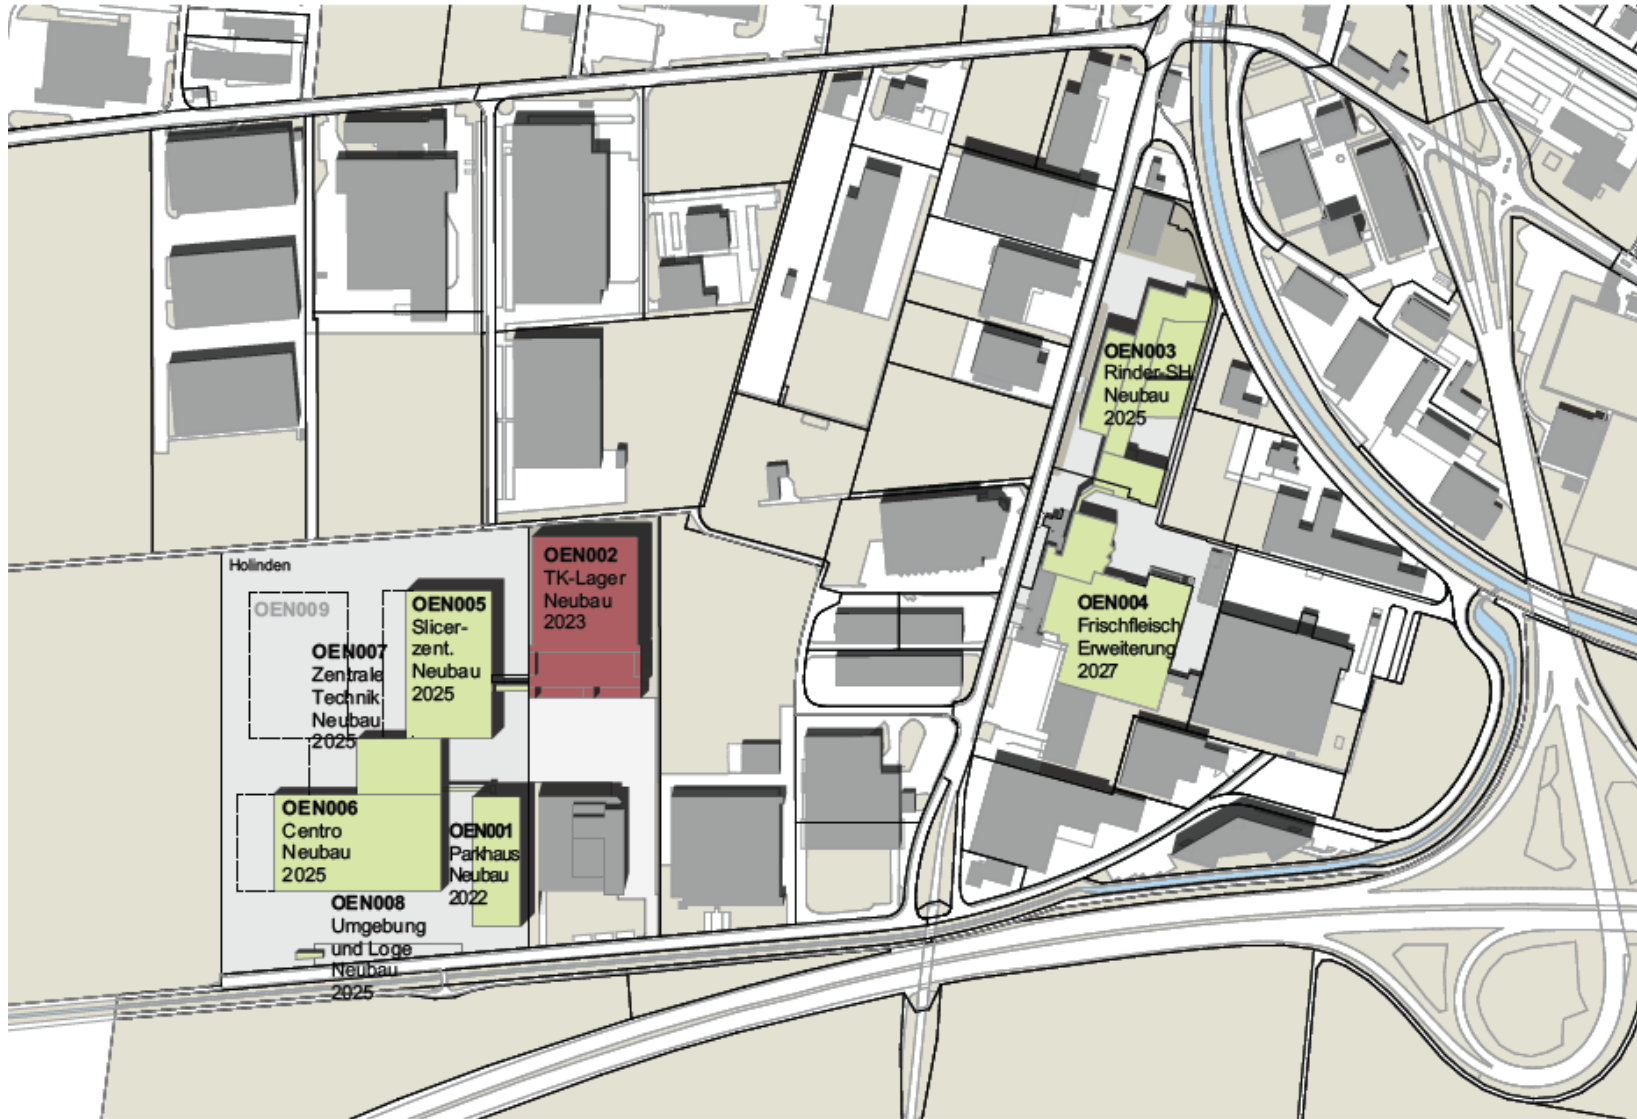 OEN003
Rinder-SH
Neubau
2025
Holinden
OEN002
TK-Lager
Neubau
2023
OEN009
OEN005
Slicer-
zent.
Neubau
2025
OEN007
Zentrale
Technik
Neubau
2025
OEN004
Frischfleisch
Erweiterung
2027
OEN006
Centro
Neubau
2025
OEN001
Parkhaus
Neubau
2022
OEN008
Umgebung
und Loge
Neubau
2025